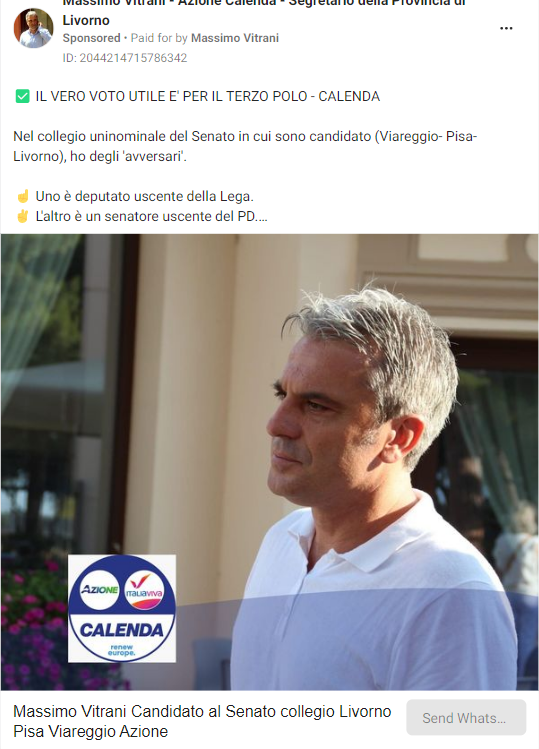 Massimo Vitrani - Azione Calenda - Segretario della Provincia di
Livorno
Sponsored • Paid for by Massimo Vitrani
ID: 2044214715786342
✅ IL VERO VOTO UTILE E' PER IL TERZO POLO - CALENDA
Nel collegio uninominale del Senato in cui sono candidato (Viareggio- Pisa-
Livorno), ho degli 'avversari'.
☝ Uno è deputato uscente della Lega.
✌ L'altro è un senatore uscente del PD....
AZIONE
ITALIAVIVA
CALENDA
renew
europe.
Massimo Vitrani Candidato al Senato collegio Livorno
Pisa Viareggio Azione
Send Whats...